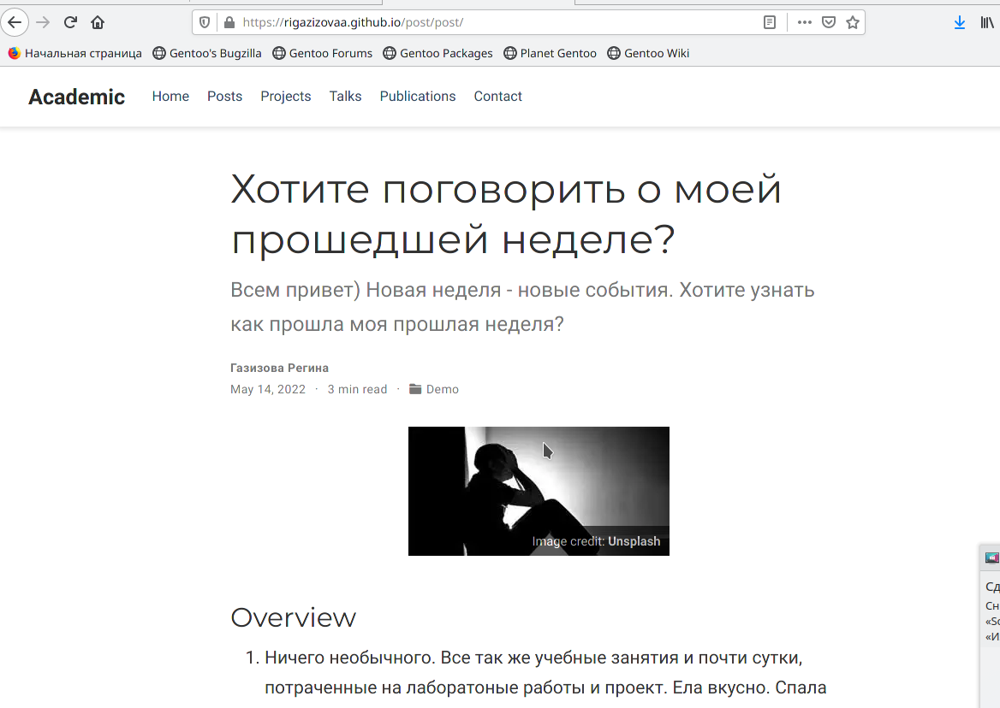 https://rigazizovaa.github.io/post/post/
Начальная страница Gentoo's Bugzilla Gentoo Forums Gentoo Packages Planet Gentoo Gentoo Wiki
Academic Home Posts Projects Talks Publications Contact
Хотите поговорить о моей
прошедшей неделе?
Всем привет) Новая неделя - новые события. Хотите узнать
как прошла моя прошлая неделя?
Газизова Регина
May 14, 2022 · 3 min read · Demo
Image credit: Unsplash
Overview
1. Ничего необычного. Все так же учебные занятия и почти сутки,
потраченные на лаборатоные работы и проект. Ела вкусно. Спала